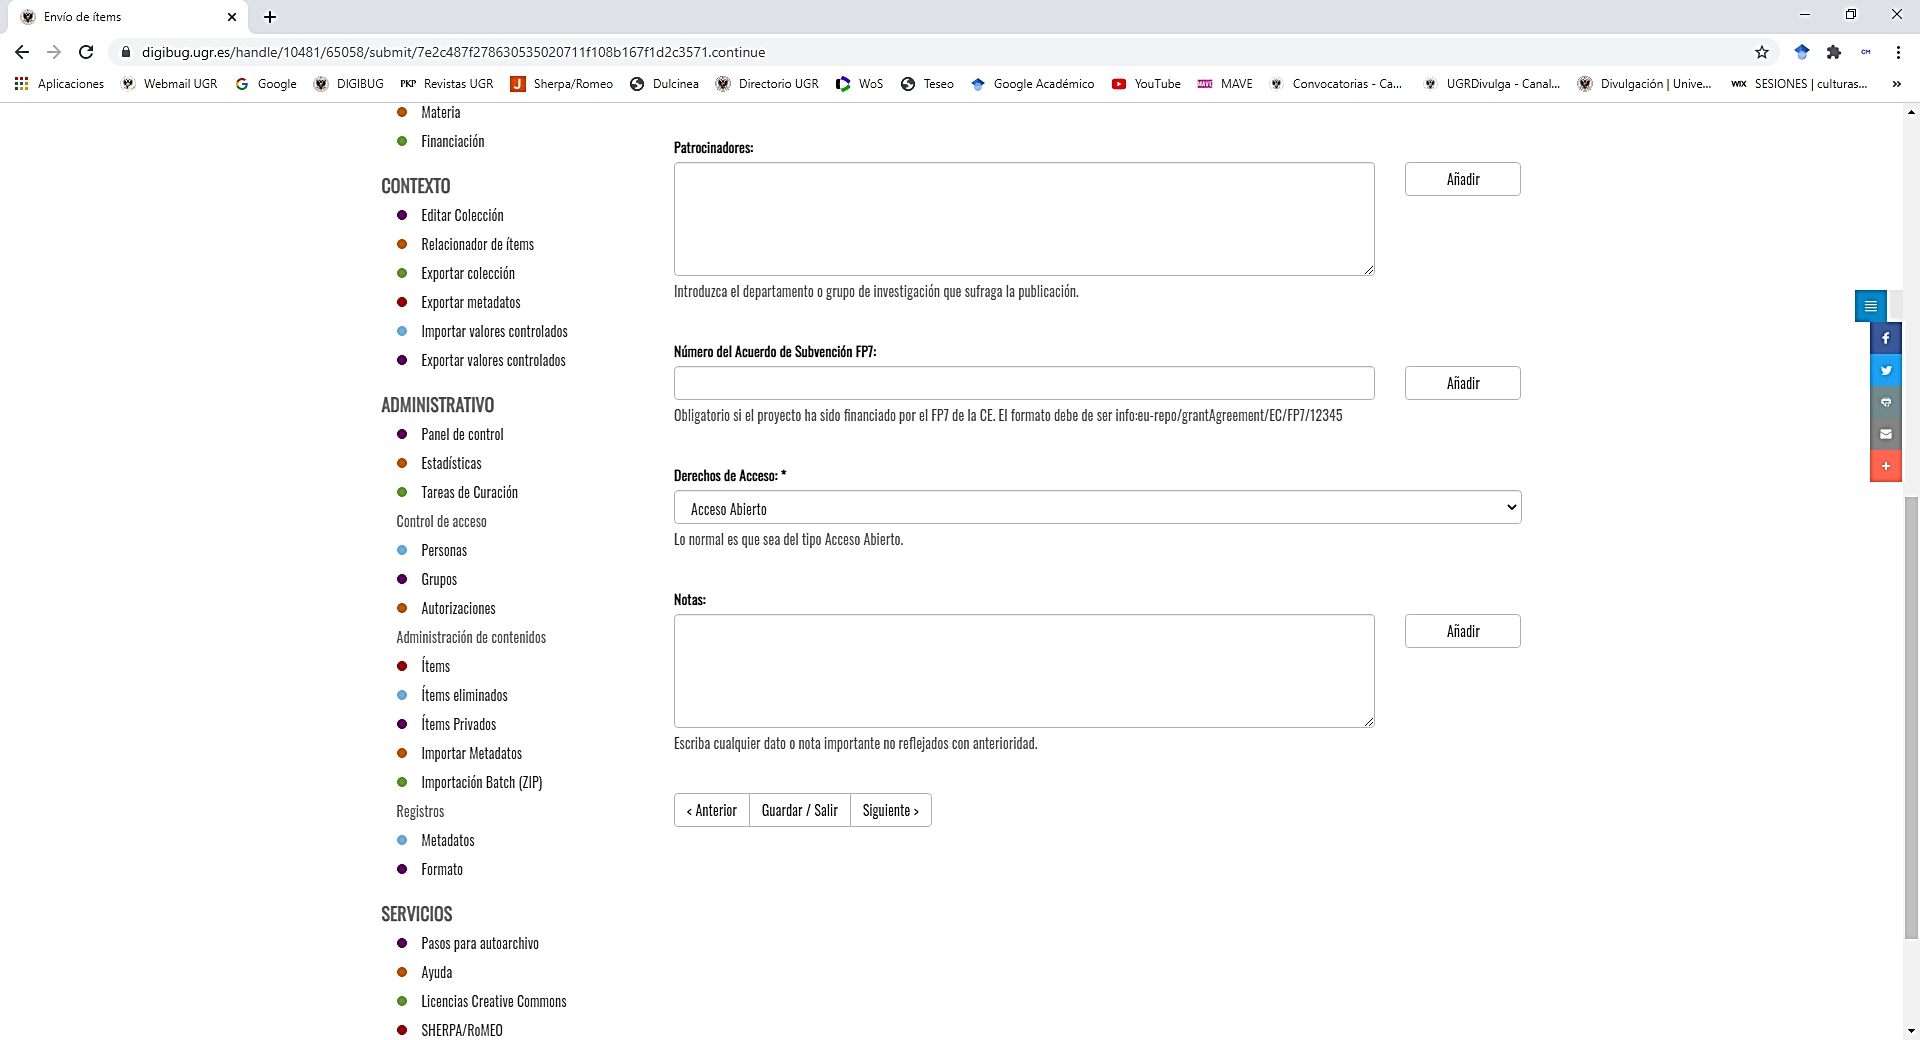 Envío de ítems
digibug.ugr.es/handle/10481/65058/submit/7e2c487f278630535020711f108b167f1d2c3571.continue
Aplicaciones Webmail UGR Google DIGIBUG PKP Revistas UGR Sherpa/Romeo Dulcinea Directorio UGR WoS Teseo Google Académico YouTube MAVE MAVE Convocatorias - Ca... UGRDivulga - Canal... Divulgación | Unive... WIX SESIONES | culturas... »
Materia
Financiación
CONTEXTO
Editar Colección
Relacionador de ítems
Exportar colección
Exportar metadatos
Importar valores controlados
Exportar valores controlados
ADMINISTRATIVO
Panel de control
Estadísticas
Tareas de Curación
Control de acceso
Personas
Grupos
Autorizaciones
Administración de contenidos
Ítems
Ítems eliminados
Ítems Privados
Importar Metadatos
Importación Batch (ZIP)
Registros
Metadatos
Formato
SERVICIOS
Pasos para autoarchivo
Ayuda
Licencias Creative Commons
SHERPA/RoMEO
Patrocinadores:
Añadir
Introduzca el departamento o grupo de investigación que sufraga la publicación.
Número del Acuerdo de Subvención FP7:
Añadir
Obligatorio si el proyecto ha sido financiado por el FP7 de la CE. El formato debe de ser info:eu-repo/grantAgreement/EC/FP7/12345
Derechos de Acceso: *
Acceso Abierto
Lo normal es que sea del tipo Acceso Abierto.
Notas:
Añadir
Escriba cualquier dato o nota importante no reflejados con anterioridad.
< Anterior Guardar / Salir Siguiente >